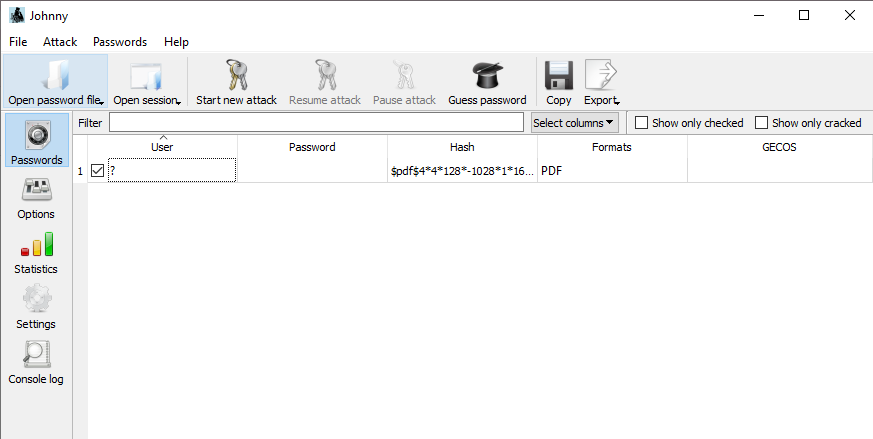 Johnny
File Attack Passwords Help
Open password file Open session Start new attack Resume attack Pause attack Guess password Copy Export
Filter Select columns Show only checked Show only cracked
Passwords
Options
Statistics
Settings
Console log
User Password Hash Formats GECOS
1 ? $pdf$4*4*128*-1028*1*16... PDF